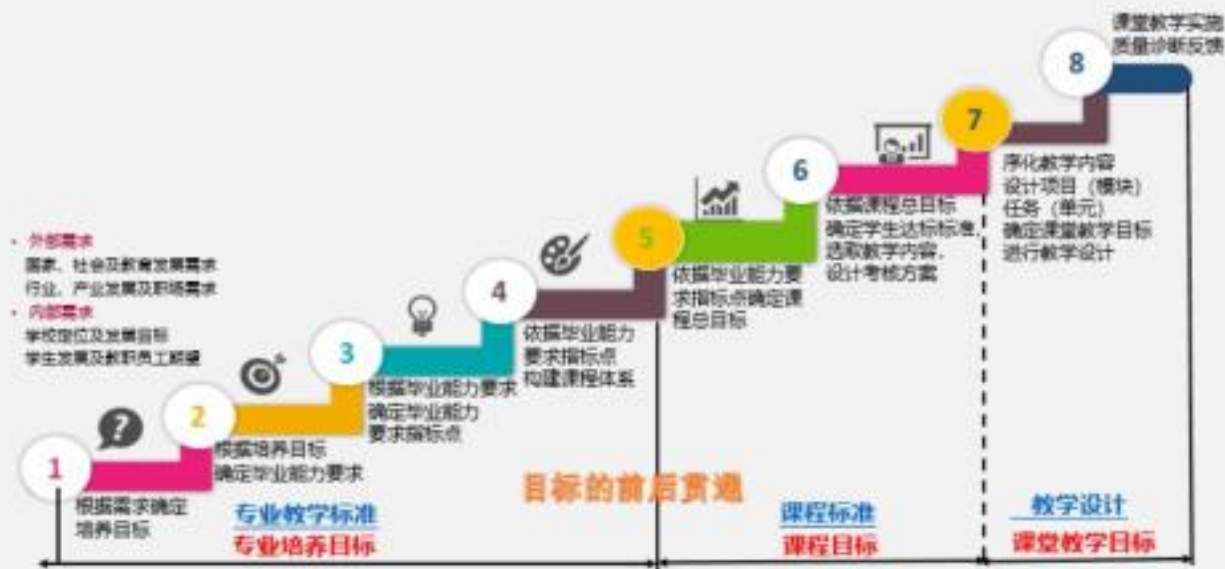 • 外部需求
国家、社会及教育发展需求
行业、产业发展及职场需求
• 内部需求
学校定位及发展目标
学生发展及教职员工期望
1
根据需求确定
培养目标
2
根据培养目标
确定毕业能力要求
3
根据毕业能力要求
确定毕业能力
要求指标点
4
依据毕业能力
要求指标点
构建课程体系
5
依据毕业能力要
求指标点确定课
程总目标
6
依据课程总目标
确定学生达标标准,
选取教学内容,
设计考核方案
7
序化教学内容
设计项目（模块）
任务（单元）
确定课堂教学目标
进行教学设计
8
课堂教学实施
质量诊断反馈
目标的前后贯通
专业教学标准
专业培养目标
课程标准
课程目标
教学设计
课堂教学目标